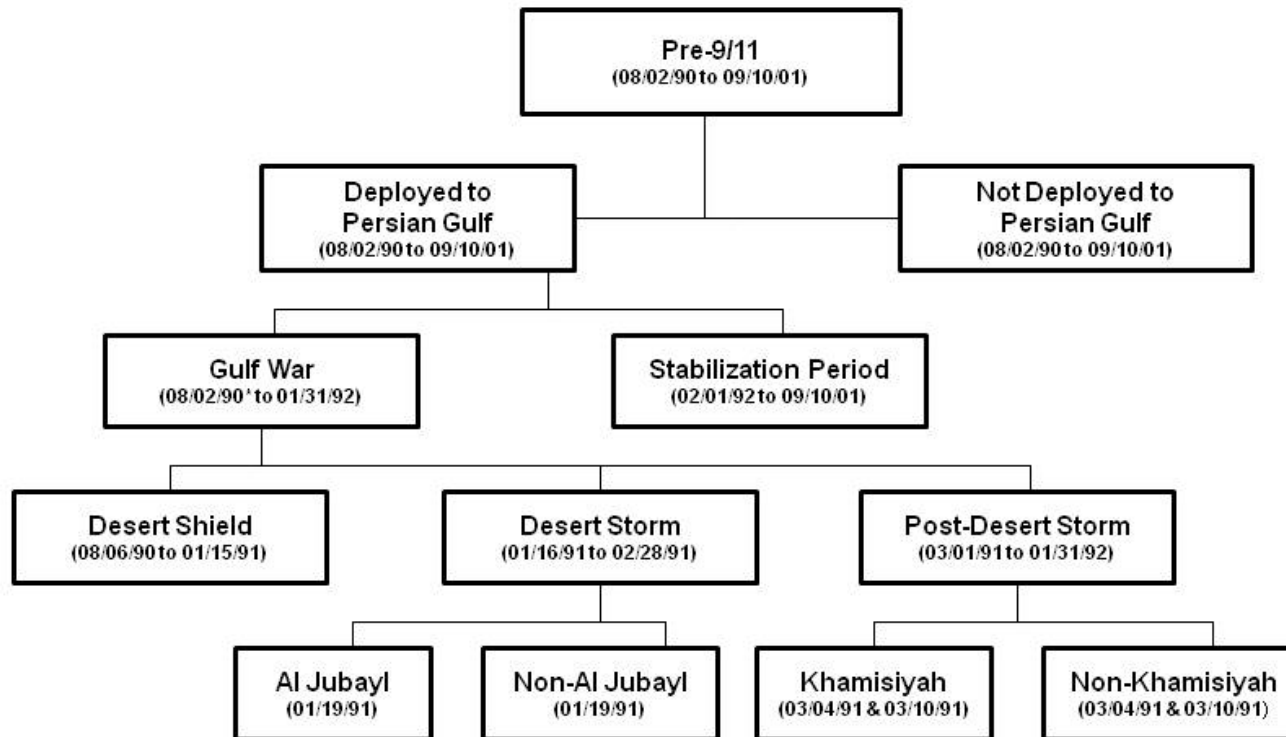 Pre-9/11
(08/02/90 to 09/10/01)
Deployed to
Persian Gulf
(08/02/90 to 09/10/01)
Not Deployed to
Persian Gulf
(08/02/90 to 09/10/01)
Gulf War
(08/02/90* to 01/31/92)
Stabilization Period
(02/01/92 to 09/10/01)
Desert Shield
(08/06/90 to 01/15/91)
Desert Storm
(01/16/91 to 02/28/91)
Post-Desert Storm
(03/01/91 to 01/31/92)
Al Jubayl
(01/19/91)
Non-Al Jubayl
(01/19/91)
Khamisiyah
(03/04/91 & 03/10/91)
Non-Khamisiyah
(03/04/91 & 03/10/91)